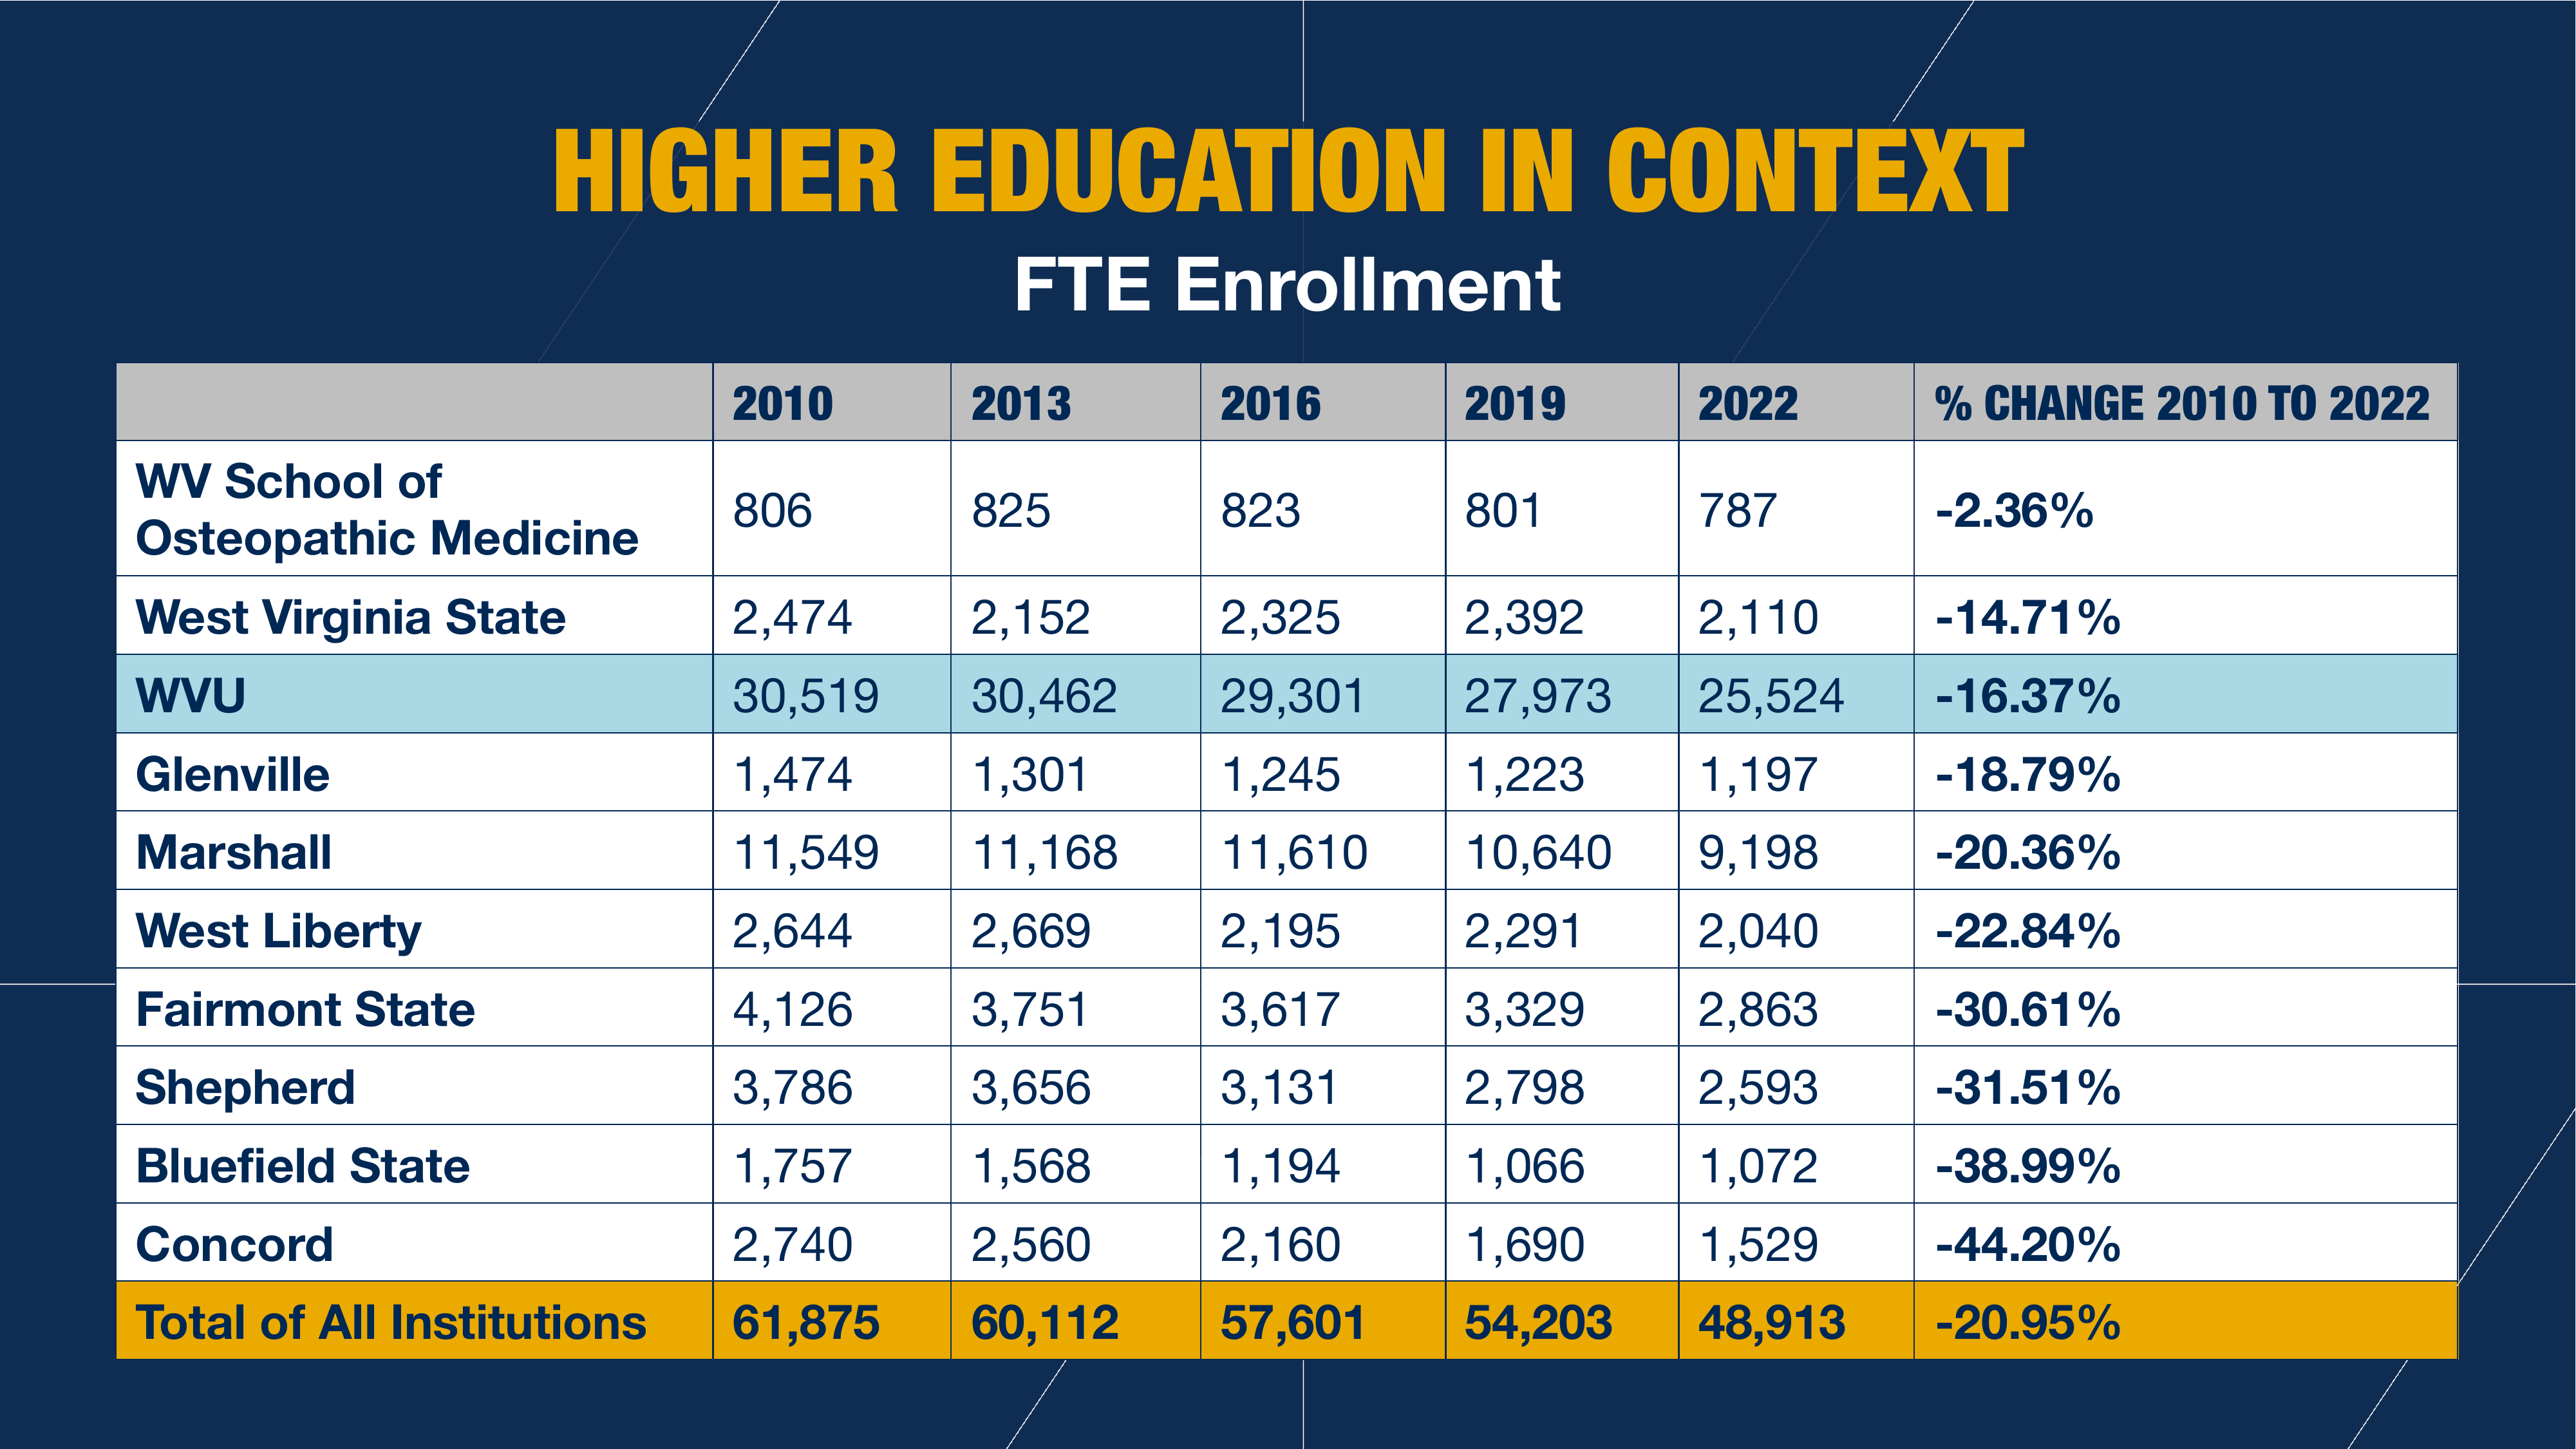 HIGHER EDUCATION IN CONTEXT
FTE Enrollment
2010 2013 2016 2019 2022 % CHANGE 2010 TO 2022
WV School of
Osteopathic Medicine 806 825 823 801 787 -2.36%
West Virginia State 2,474 2,152 2,325 2,392 2,110 -14.71%
WVU 30,519 30,462 29,301 27,973 25,524 -16.37%
Glenville 1,474 1,301 1,245 1,223 1,197 -18.79%
Marshall 11,549 11,168 11,610 10,640 9,198 -20.36%
West Liberty 2,644 2,669 2,195 2,291 2,040 -22.84%
Fairmont State 4,126 3,751 3,617 3,329 2,863 -30.61%
Shepherd 3,786 3,656 3,131 2,798 2,593 -31.51%
Bluefield State 1,757 1,568 1,194 1,066 1,072 -38.99%
Concord 2,740 2,560 2,160 1,690 1,529 -44.20%
Total of All Institutions 61,875 60,112 57,601 54,203 48,913 -20.95%